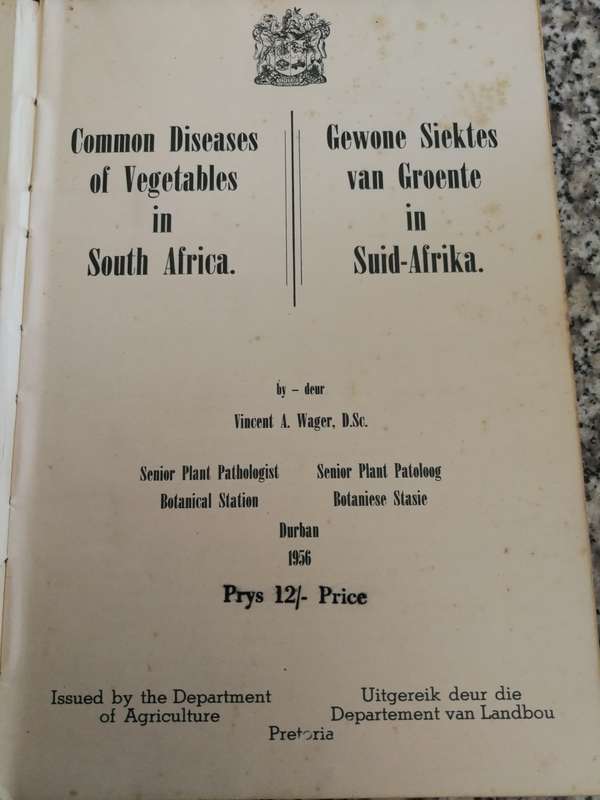 Common Diseases
of Vegetables
in
South Africa.
Gewone Siektes
van Groente
in
Suid-Afrika.
by – deur
Vincent A. Wager, D.Sc.
Senior Plant Pathologist
Botanical Station
Senior Plant Patoloog
Botaniese Stasie
Durban
1956
Prys 12/- Price
Issued by the Department
of Agriculture
Uitgereik deur die
Departement van Landbou
Pretoria